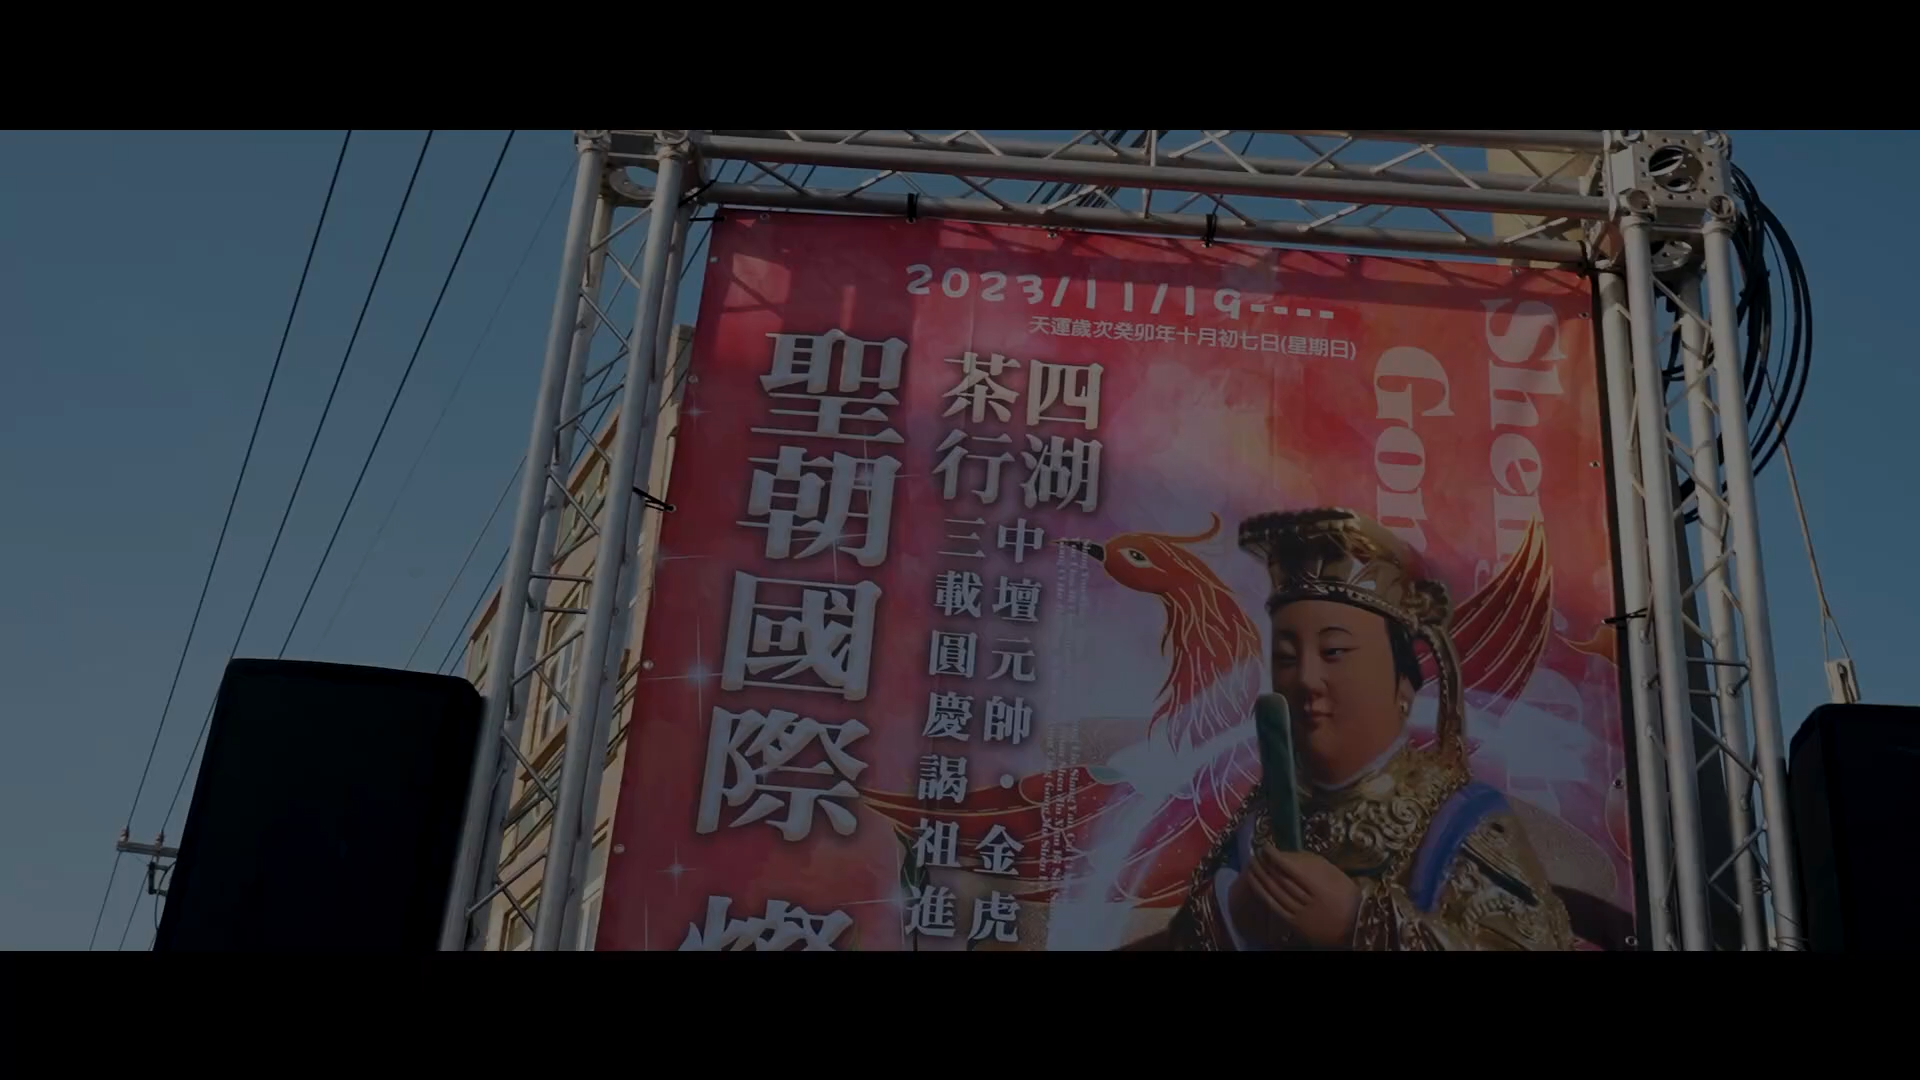 2023/11/19----
天運歲次癸卯年十月初七日(星期日)
四湖
茶行
中壇元帥・金虎
三載圓慶謁祖進
聖朝國際
Shen
Gon